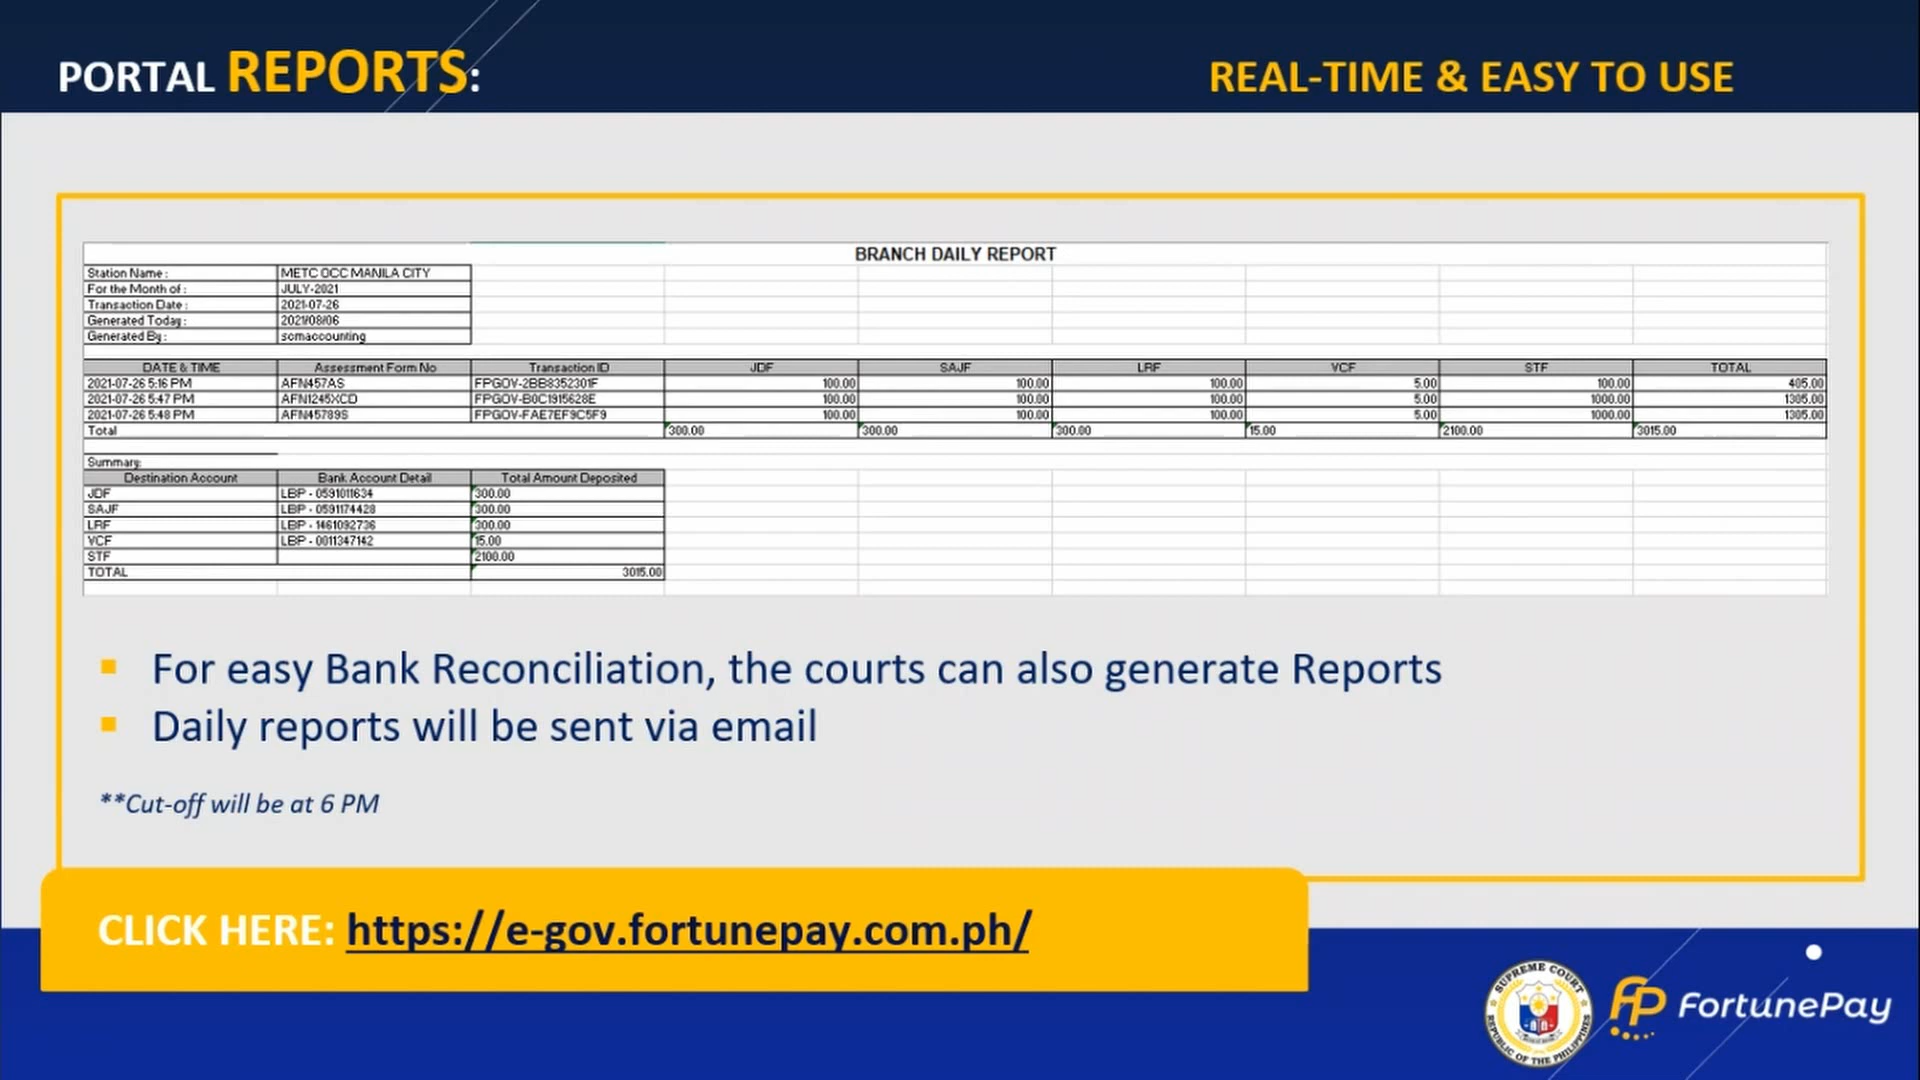 PORTAL REPORTS:
REAL-TIME & EASY TO USE
BRANCH DAILY REPORT
Station Name : METC OCC MANILA CITY
For the Month of : JULY-2021
Transaction Date : 2021-07-26
Generated Today : 2021/08/06
Generated By : scmaccounting
DATE & TIME Assessment Form No Transaction ID JDF SAJF LRF VCF STF TOTAL
2021-07-26 5:16 PM AFN457AS FPGOV-2BB8352301F 100.00 100.00 100.00 5.00 100.00 405.00
2021-07-26 5:47 PM AFN1245XCD FPGOV-B0C1915628E 100.00 100.00 100.00 5.00 1000.00 1305.00
2021-07-26 5:48 PM AFN45789S FPGOV-FAE7EF9C5F9 100.00 100.00 100.00 5.00 1000.00 1305.00
Total 300.00 300.00 300.00 15.00 2100.00 3015.00
Summary:
Destination Account Bank Account Detail Total Amount Deposited
JDF LBP - 0591011634 300.00
SAJF LBP - 0591174428 300.00
LRF LBP - 1461092736 300.00
VCF LBP - 0011347142 15.00
STF 2100.00
TOTAL 3015.00
For easy Bank Reconciliation, the courts can also generate Reports
Daily reports will be sent via email
**Cut-off will be at 6 PM
CLICK HERE: https://e-gov.fortunepay.com.ph/
SUPREME COURT
REPUBLIC OF THE PHILIPPINES
FP FortunePay